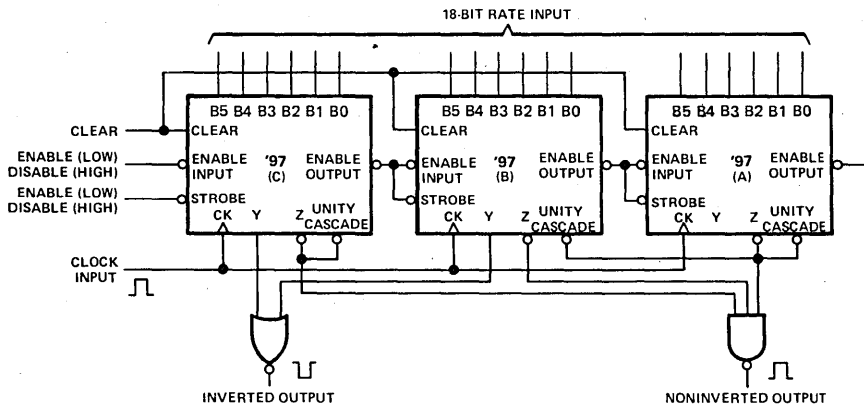 18-BIT RATE INPUT
B5 B4 B3 B2 B1 B0
B5 B4 B3 B2 B1 B0
B5 B4 B3 B2 B1 B0
CLEAR
CLEAR
CLEAR
CLEAR
ENABLE (LOW)
DISABLE (HIGH)
ENABLE INPUT
'97
(C)
ENABLE OUTPUT
ENABLE INPUT
'97
(B)
ENABLE OUTPUT
ENABLE INPUT
'97
(A)
ENABLE OUTPUT
ENABLE (LOW)
DISABLE (HIGH)
STROBE
STROBE
STROBE
CK Y Z UNITY CASCADE
CK Y Z UNITY CASCADE
CK Y Z UNITY CASCADE
CLOCK
INPUT
INVERTED OUTPUT
NONINVERTED OUTPUT